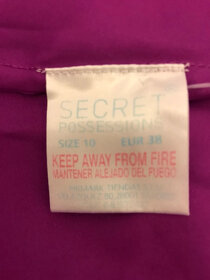 SECRET
POSSESSIONS
SIZE 10 EUR 38
KEEP AWAY FROM FIRE
MANTENER ALEJADO DEL FUEGO